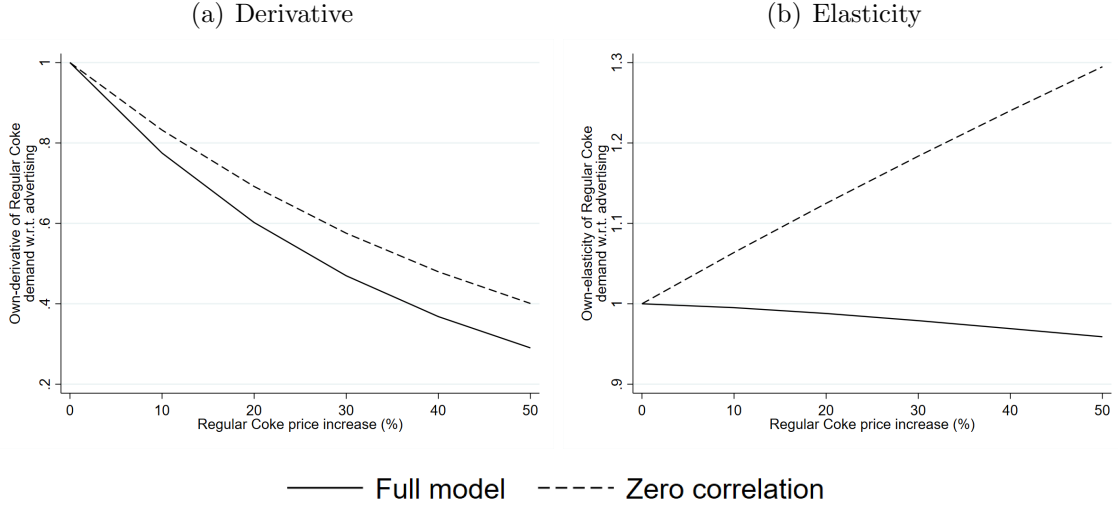 (a) Derivative
Own-derivative of Regular Coke
demand w.r.t. advertising
1
.8
.6
.4
.2
0 10 20 30 40 50
Regular Coke price increase (%)
(b) Elasticity
Own-elasticity of Regular Coke
demand w.r.t. advertising
1.3
1.2
1.1
1
.9
0 10 20 30 40 50
Regular Coke price increase (%)
Full model
Zero correlation